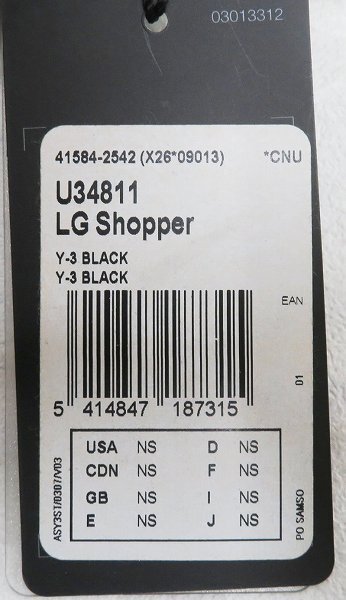 03013312
41584-2542 (X26*09013) *CNU
U34811
LG Shopper
Y-3 BLACK
Y-3 BLACK
EAN
01
5 414847 187315
USA NS D NS
CDN NS F NS
GB NS I NS
E NS J NS
ASY3ST/0307/V03
PO SAMSO